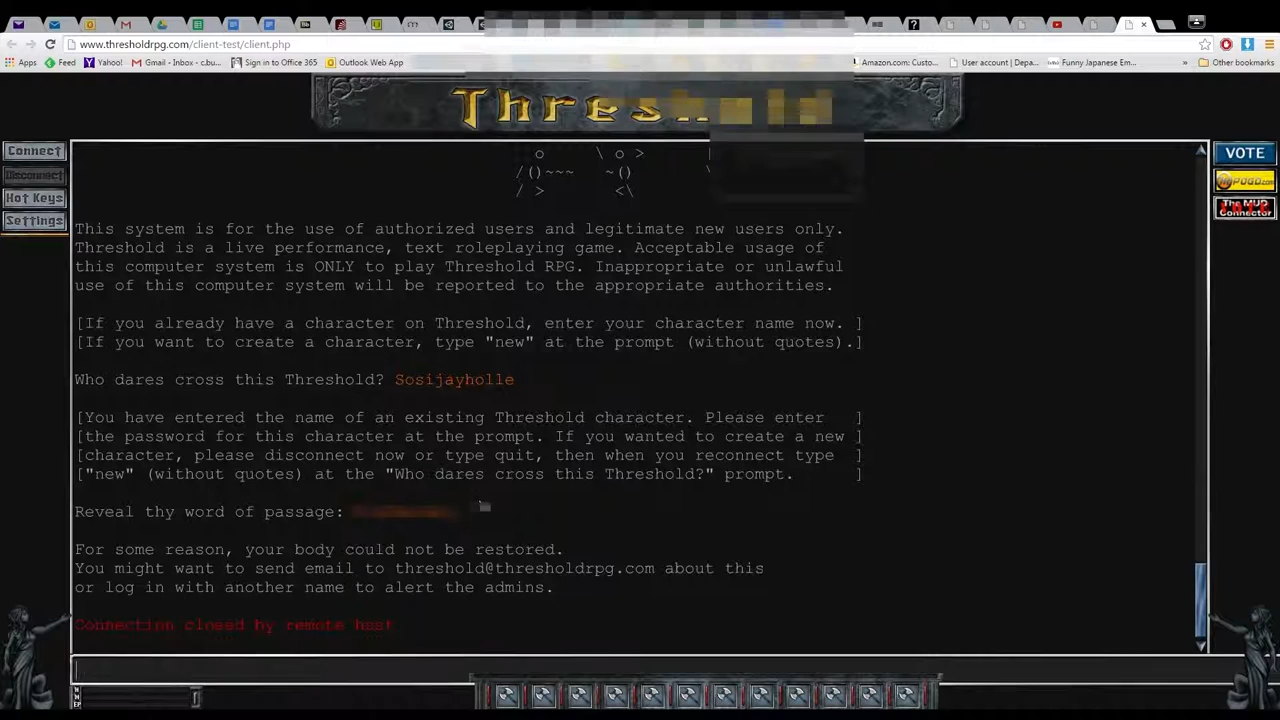 www.thresholdrpg.com/client-test/client.php
Apps
Feed
Yahoo!
Gmail - Inbox - c.bu...
Sign in to Office 365
Outlook Web App
Amazon.com: Custo...
User account | Depa...
Funny Japanese Em...
»
Other bookmarks
Threshold
Connect
Disconnect
Hot Keys
Settings
VOTE
The MUD
Connector
o \ o > |
/()~~~ ~() \
/ > <\
This system is for the use of authorized users and legitimate new users only.
Threshold is a live performance, text roleplaying game. Acceptable usage of
this computer system is ONLY to play Threshold RPG. Inappropriate or unlawful
use of this computer system will be reported to the appropriate authorities.
[If you already have a character on Threshold, enter your character name now. ]
[If you want to create a character, type "new" at the prompt (without quotes).]
Who dares cross this Threshold? Sosijayholle
[You have entered the name of an existing Threshold character. Please enter ]
[the password for this character at the prompt. If you wanted to create a new ]
[character, please disconnect now or type quit, then when you reconnect type ]
["new" (without quotes) at the "Who dares cross this Threshold?" prompt. ]
Reveal thy word of passage:
For some reason, your body could not be restored.
You might want to send email to threshold@thresholdrpg.com about this
or log in with another name to alert the admins.
Connection closed by remote host